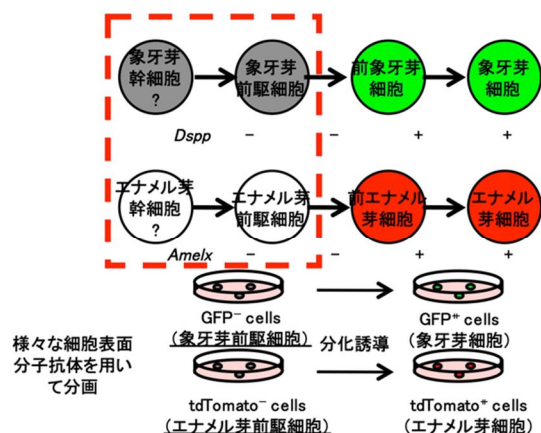 象牙芽
幹細胞
?
象牙芽
前駆細胞
前象牙芽
細胞
象牙芽
細胞
Dspp − − + +
エナメル芽
幹細胞
?
エナメル芽
前駆細胞
前エナメル
芽細胞
エナメル
芽細胞
Amelx − − + +
GFP⁻ cells
(象牙芽前駆細胞)
分化誘導
GFP⁺ cells
(象牙芽細胞)
様々な細胞表面
分子抗体を用い
て分画
tdTomato⁻ cells
(エナメル芽前駆細胞)
tdTomato⁺ cells
(エナメル芽細胞)